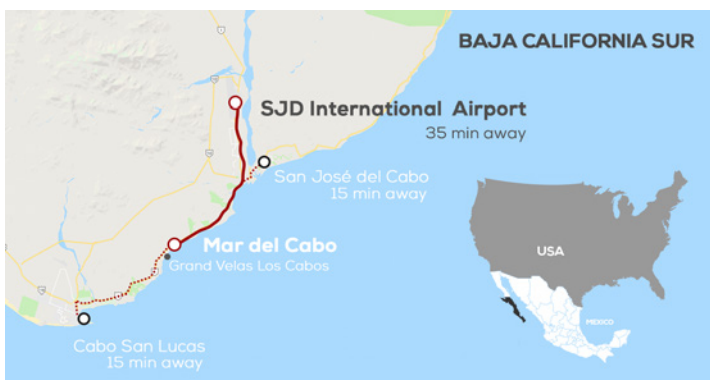 BAJA CALIFORNIA SUR
SJD International Airport
35 min away
San José del Cabo
15 min away
Mar del Cabo
Grand Velas Los Cabos
Cabo San Lucas
15 min away
USA
MEXICO